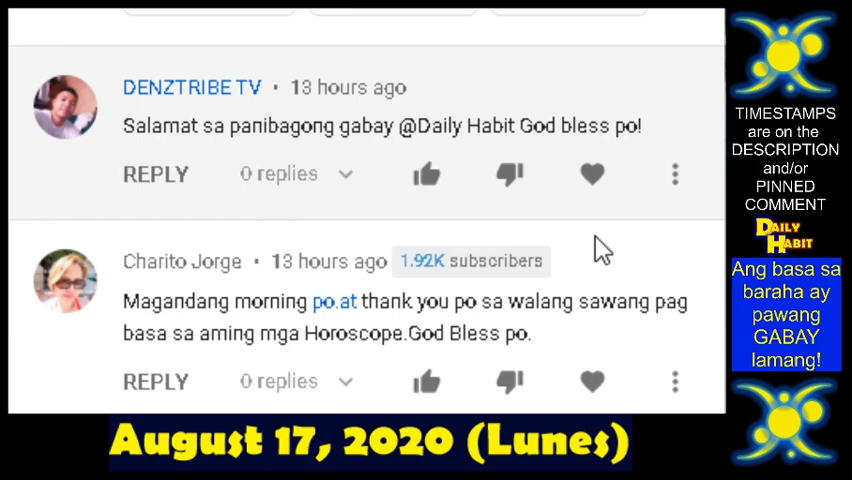 DENZTRIBE TV • 13 hours ago
Salamat sa panibagong gabay @Daily Habit God bless po!
REPLY 0 replies
Charito Jorge • 13 hours ago 1.92K subscribers
Magandang morning po.at thank you po sa walang sawang pag
basa sa aming mga Horoscope.God Bless po.
REPLY 0 replies
August 17, 2020 (Lunes)
TIMESTAMPS
are on the
DESCRIPTION
and/or
PINNED
COMMENT
DAILY
HABIT
Ang basa sa
baraha ay
pawang
GABAY
lamang!